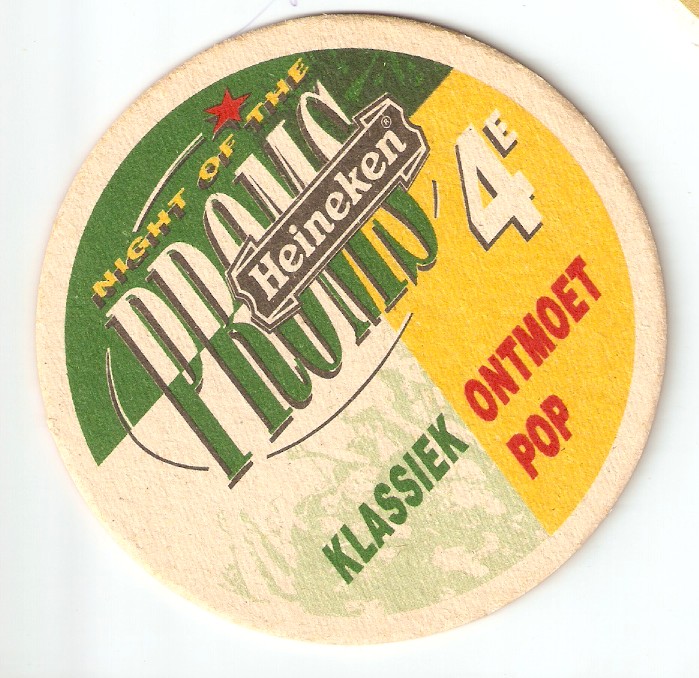 NIGHT OF THE
PROMS
Heineken®
4E
KLASSIEK
ONTMOET
POP